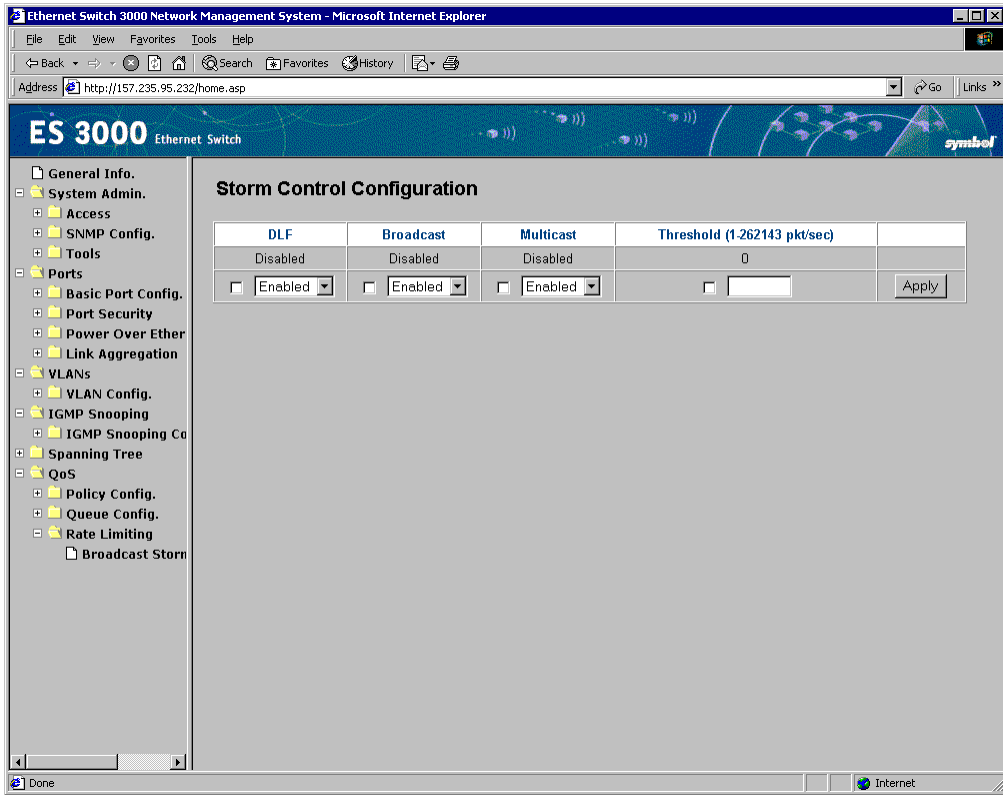 Ethernet Switch 3000 Network Management System - Microsoft Internet Explorer
File Edit View Favorites Tools Help
Back Search Favorites History
Address http://157.235.95.232/home.asp Go Links »
ES 3000 Ethernet Switch symbol
General Info.
System Admin.
Access
SNMP Config.
Tools
Ports
Basic Port Config.
Port Security
Power Over Ether
Link Aggregation
VLANs
VLAN Config.
IGMP Snooping
IGMP Snooping Co
Spanning Tree
QoS
Policy Config.
Queue Config.
Rate Limiting
Broadcast Storm
Storm Control Configuration
DLF Broadcast Multicast Threshold (1-262143 pkt/sec)
Disabled Disabled Disabled 0
Enabled Enabled Enabled Apply
Done Internet